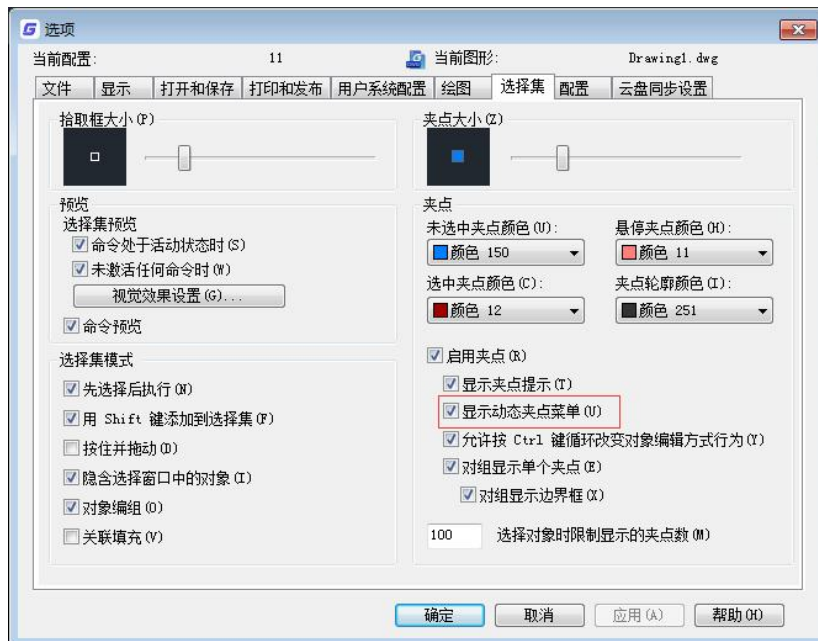 选项
当前配置: 11 当前图形: Drawing1.dwg
文件 显示 打开和保存 打印和发布 用户系统配置 绘图 选择集 配置 云盘同步设置
拾取框大小(P)
夹点大小(Z)
预览
选择集预览
命令处于活动状态时(S)
未激活任何命令时(W)
视觉效果设置(G)...
命令预览
选择集模式
先选择后执行(N)
用 Shift 键添加到选择集(F)
按住并拖动(D)
隐含选择窗口中的对象(I)
对象编组(O)
关联填充(V)
夹点
未选中夹点颜色(U): 悬停夹点颜色(H):
颜色 150 颜色 11
选中夹点颜色(C): 夹点轮廓颜色(I):
颜色 12 颜色 251
启用夹点(R)
显示夹点提示(T)
显示动态夹点菜单(U)
允许按 Ctrl 键循环改变对象编辑方式行为(Y)
对组显示单个夹点(E)
对组显示边界框(X)
100 选择对象时限制显示的夹点数(M)
确定 取消 应用(A) 帮助(H)